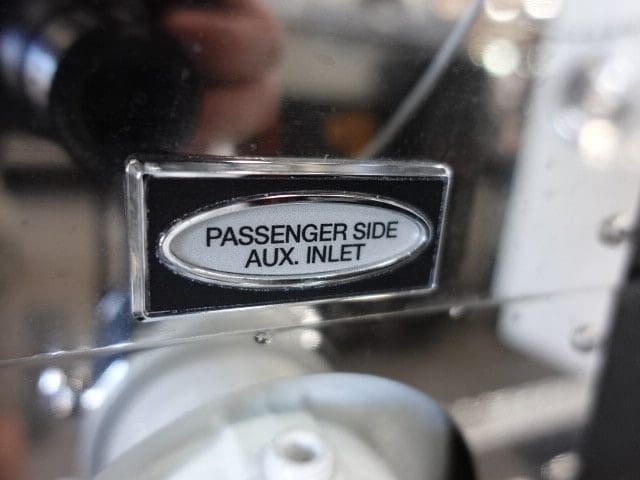 PASSENGER SIDE
AUX. INLET